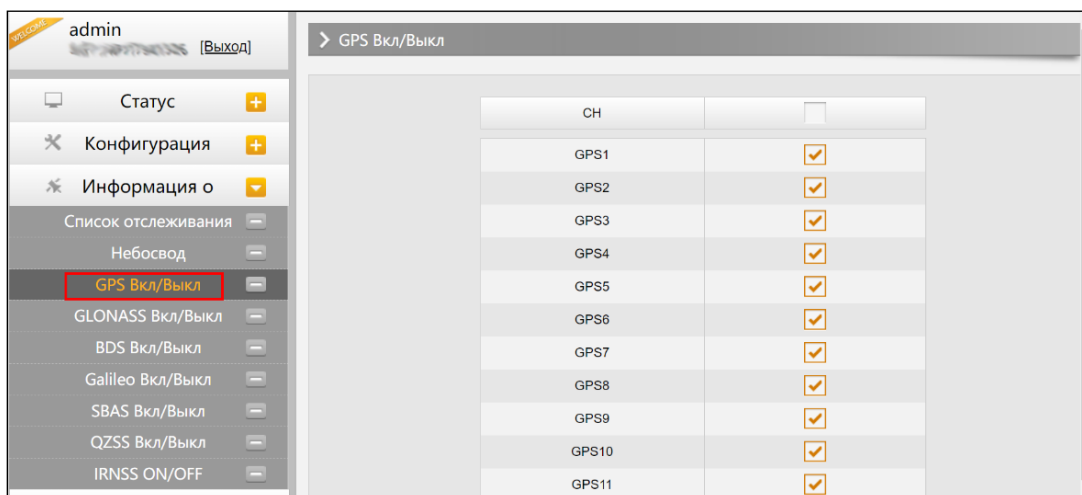 WELCOME
admin
[Выход]
Статус
Конфигурация
Информация о
Список отслеживания
Небосвод
GPS Вкл/Выкл
GLONASS Вкл/Выкл
BDS Вкл/Выкл
Galileo Вкл/Выкл
SBAS Вкл/Выкл
QZSS Вкл/Выкл
IRNSS ON/OFF
GPS Вкл/Выкл
CH
GPS1
GPS2
GPS3
GPS4
GPS5
GPS6
GPS7
GPS8
GPS9
GPS10
GPS11